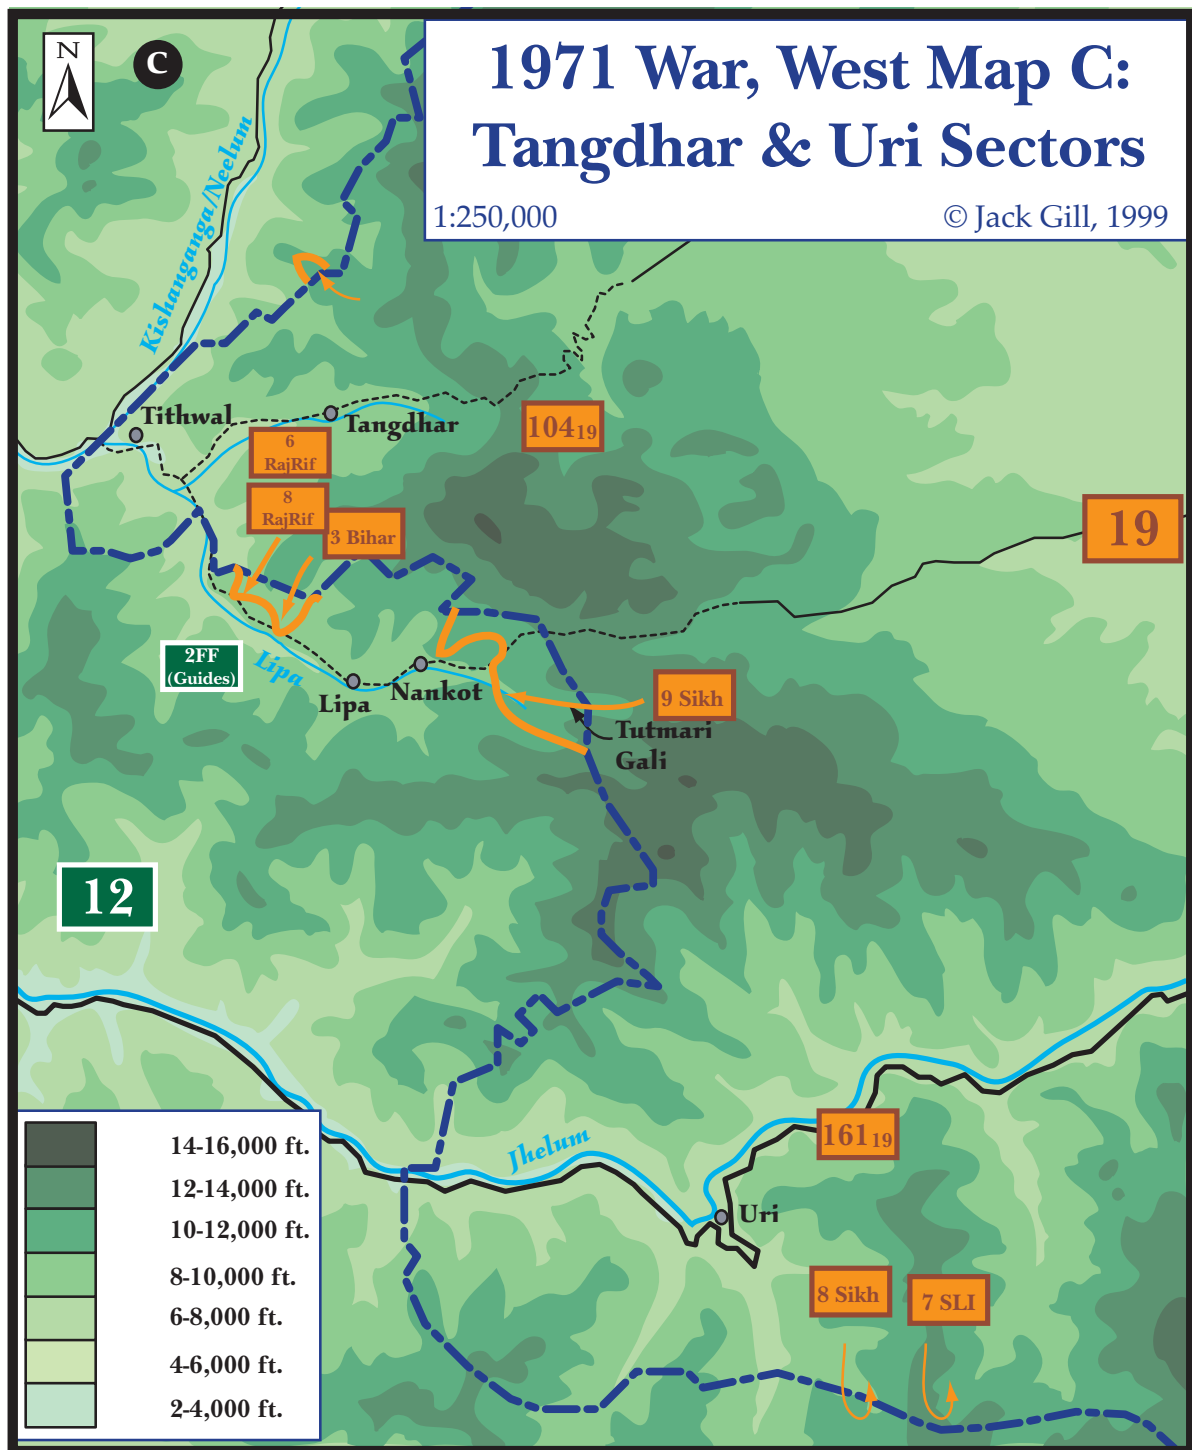 N
C
1971 War, West Map C:
Tangdhar & Uri Sectors
1:250,000
© Jack Gill, 1999
Kishanganga/Neelum
Tithwal
Tangdhar
104 19
6
RajRif
8
RajRif
3 Bihar
19
2FF
(Guides)
Lipa
Lipa
Nankot
9 Sikh
Tutmari
Gali
12
Jhelum
161 19
Uri
8 Sikh
7 SLI
14-16,000 ft.
12-14,000 ft.
10-12,000 ft.
8-10,000 ft.
6-8,000 ft.
4-6,000 ft.
2-4,000 ft.